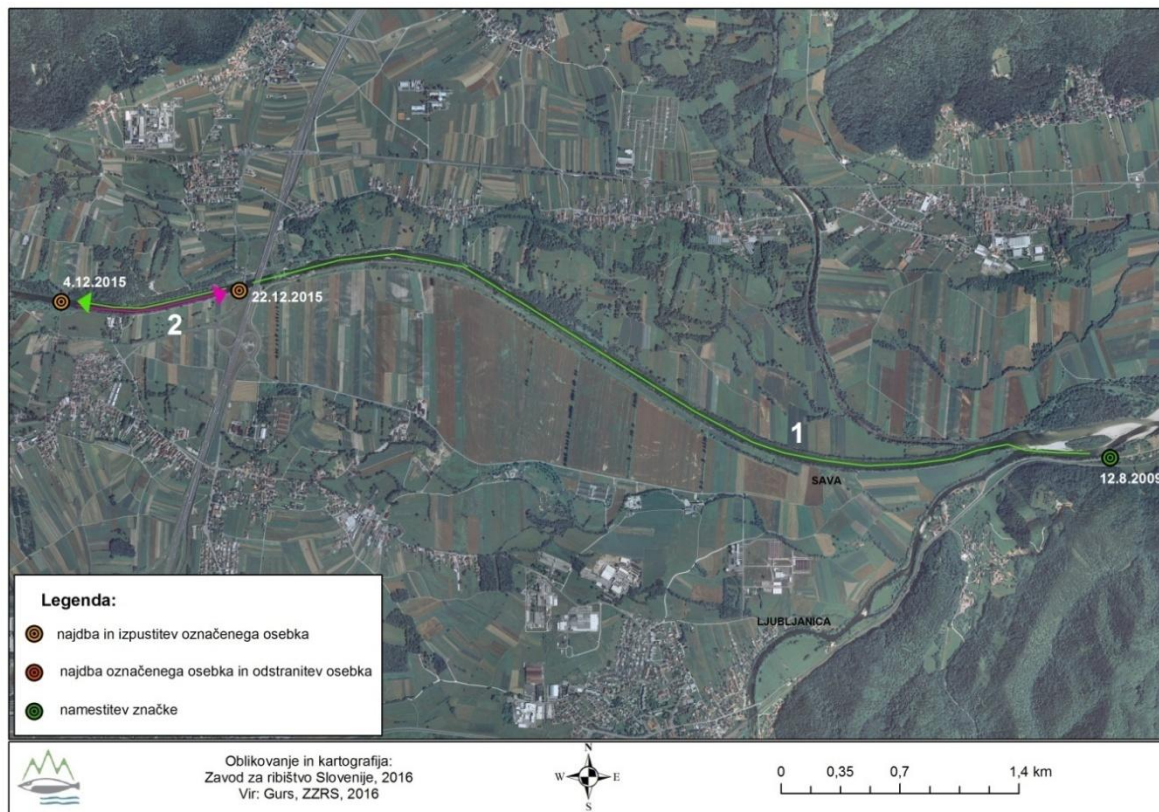 4.12.2015
22.12.2015
2
1
SAVA
12.8.2009
LJUBLJANICA
Legenda:
najdba in izpustitev označenega osebka
najdba označenega osebka in odstranitev osebka
namestitev značke
Oblikovanje in kartografija:
Zavod za ribištvo Slovenije, 2016
Vir: Gurs, ZZRS, 2016
N
W E
S
0 0,35 0,7 1,4 km